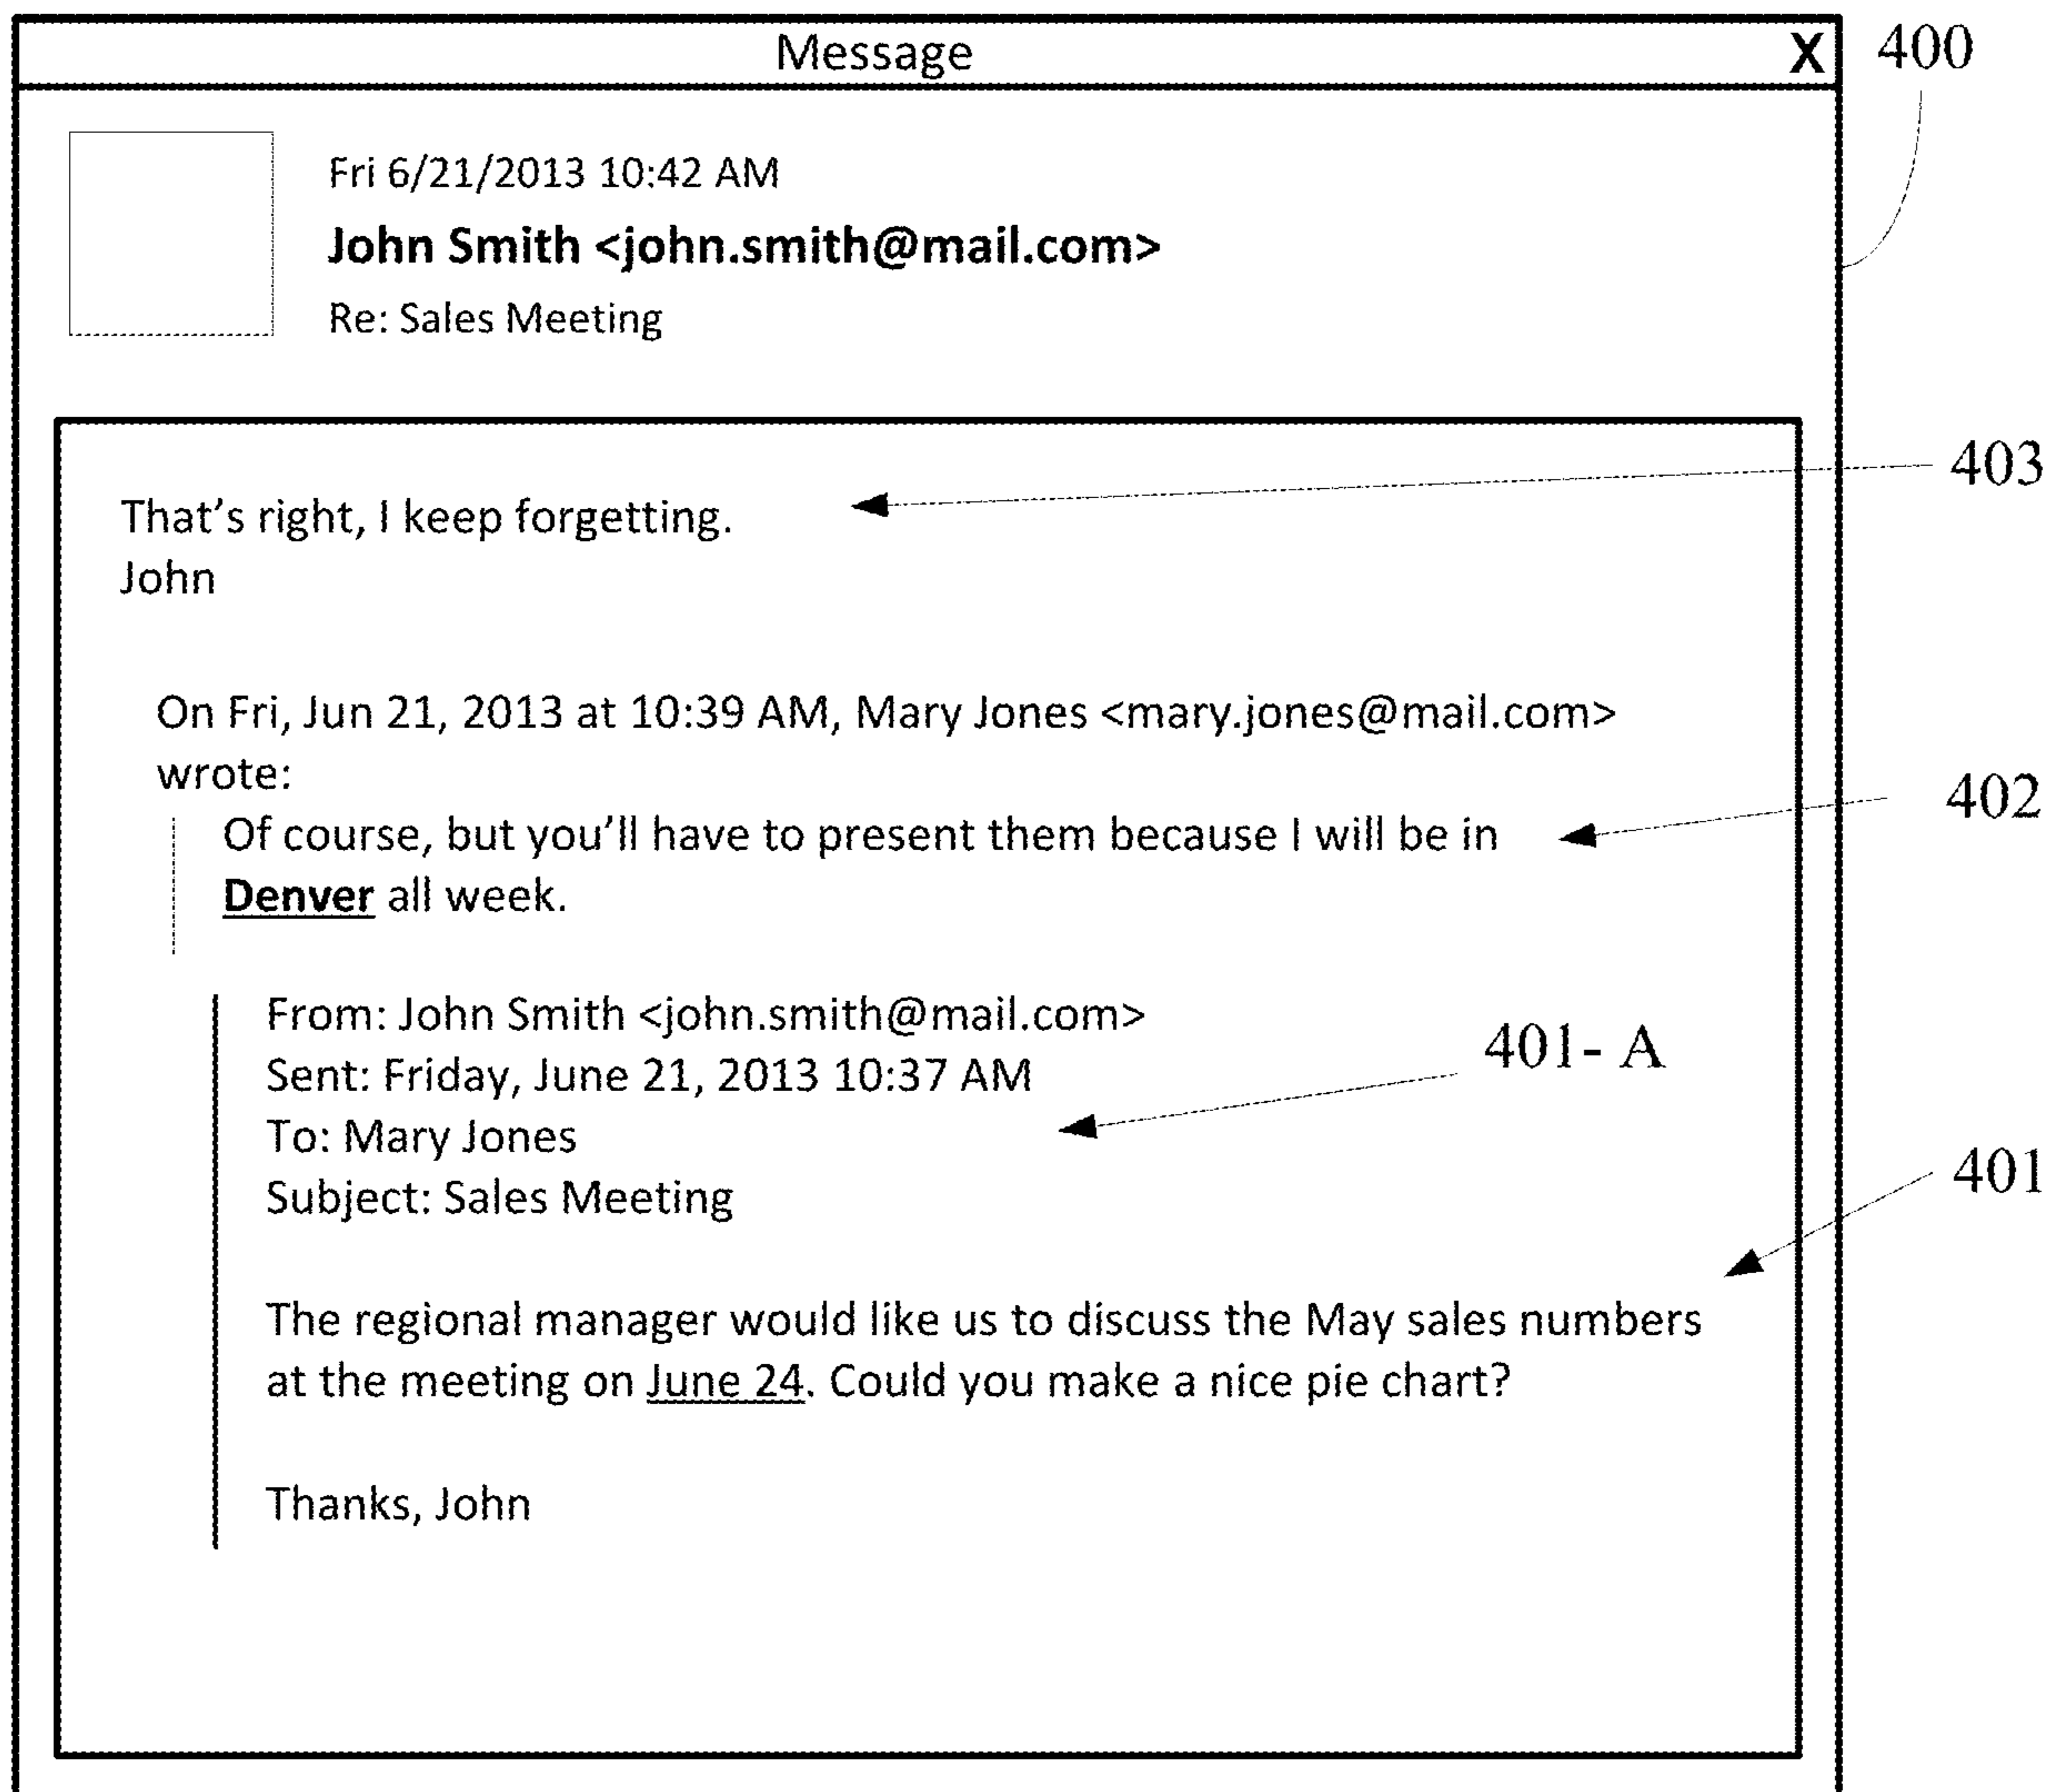 Message X 400
Fri 6/21/2013 10:42 AM
John Smith <john.smith@mail.com>
Re: Sales Meeting
403
That's right, I keep forgetting.
John
On Fri, Jun 21, 2013 at 10:39 AM, Mary Jones <mary.jones@mail.com>
wrote:
402
Of course, but you'll have to present them because I will be in
Denver all week.
From: John Smith <john.smith@mail.com>
401- A
Sent: Friday, June 21, 2013 10:37 AM
To: Mary Jones
401
Subject: Sales Meeting
The regional manager would like us to discuss the May sales numbers
at the meeting on June 24. Could you make a nice pie chart?
Thanks, John